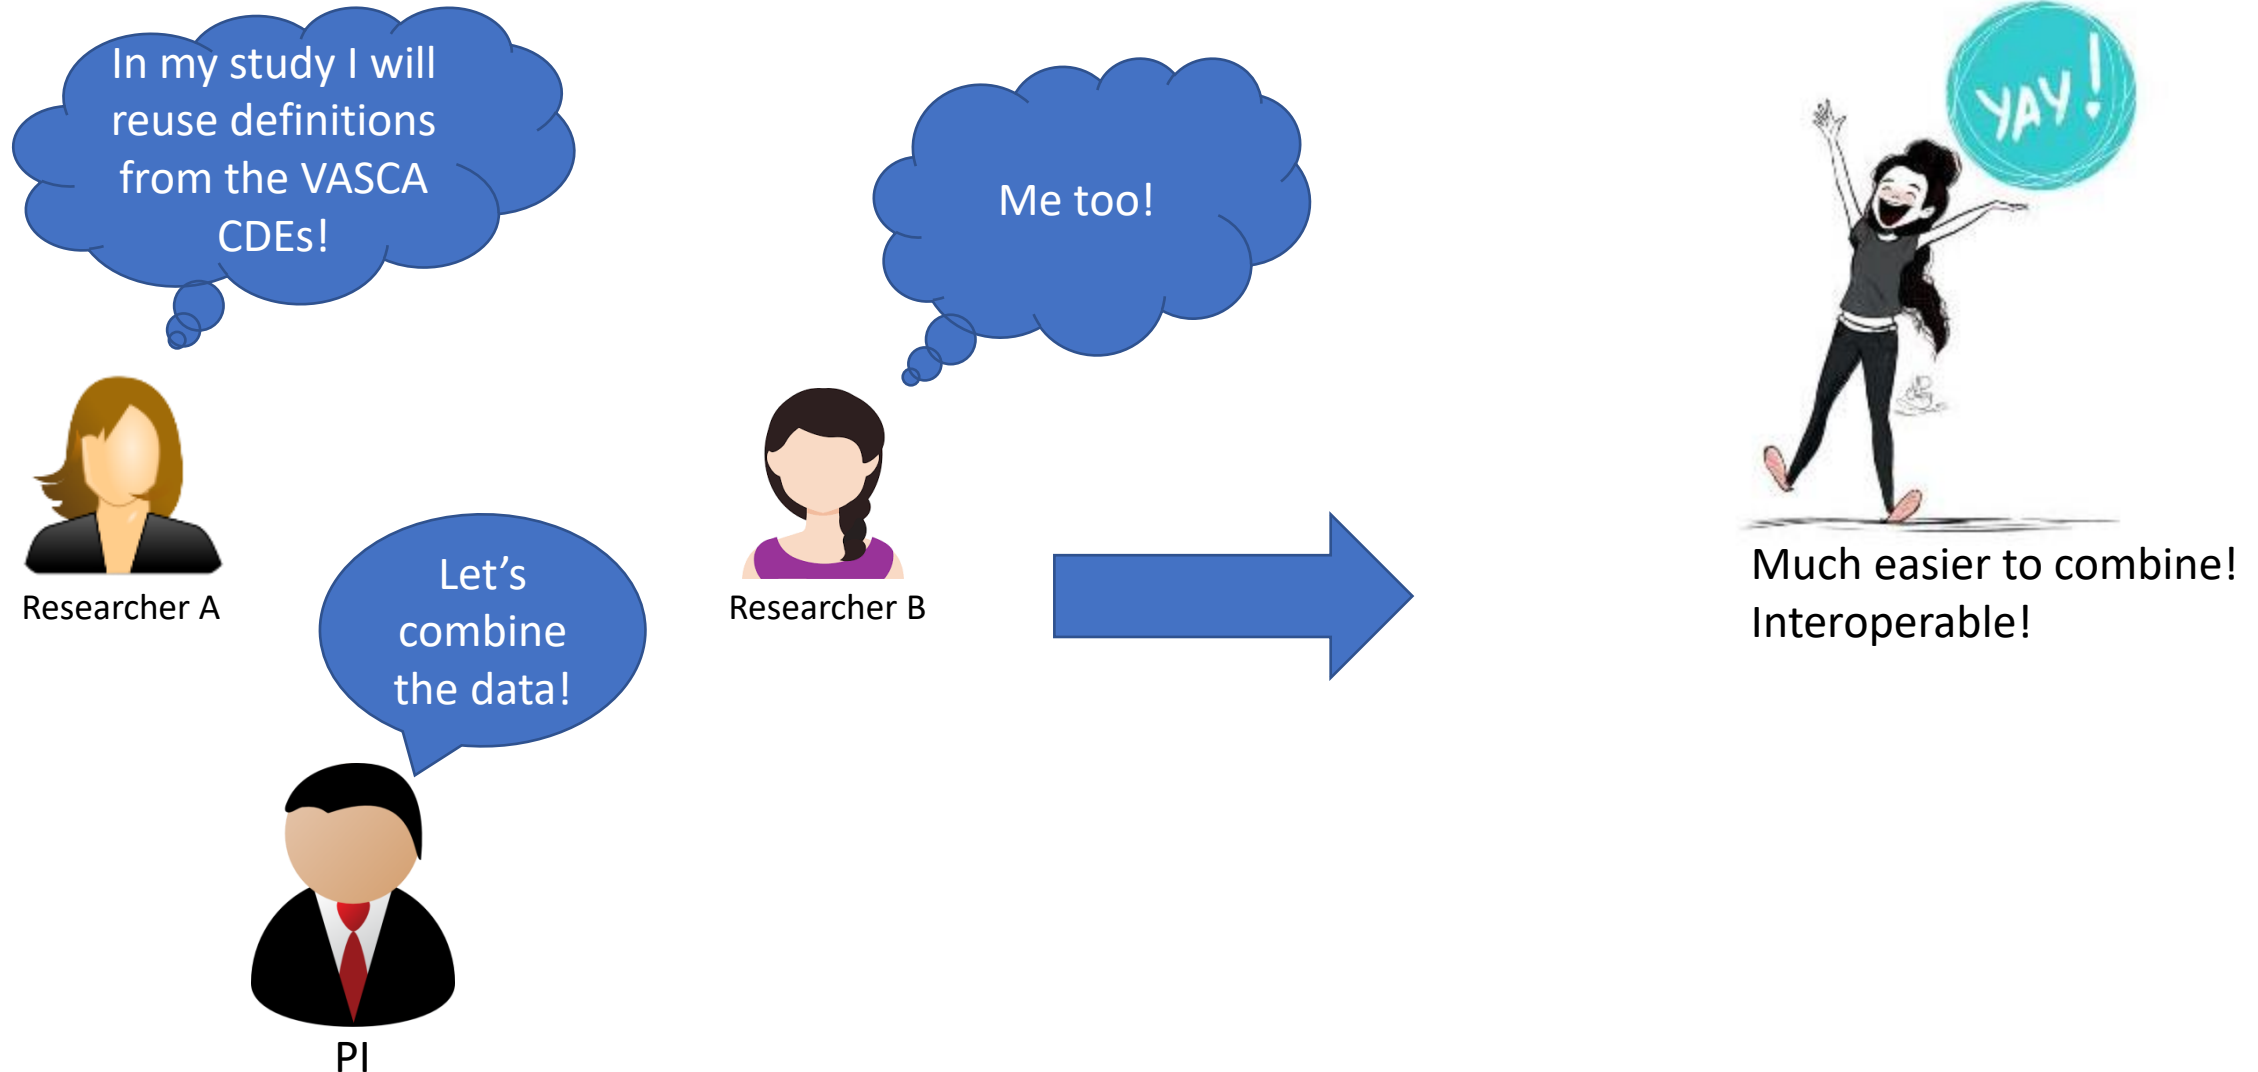 In my study I will
reuse definitions
from the VASCA
CDEs!
Me too!
YAY!
Researcher A
Let’s
combine
the data!
Researcher B
Much easier to combine!
Interoperable!
PI